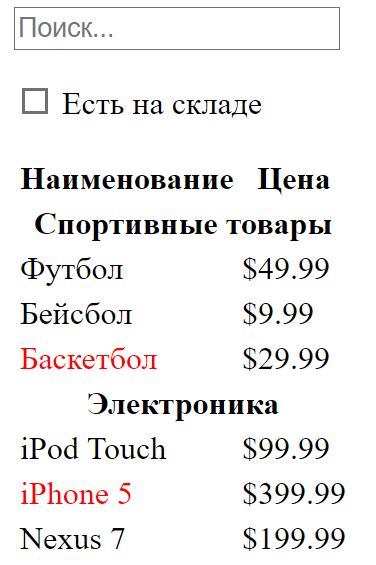 Поиск...
Есть на складе
Наименование Цена
Спортивные товары
Футбол $49.99
Бейсбол $9.99
Баскетбол $29.99
Электроника
iPod Touch $99.99
iPhone 5 $399.99
Nexus 7 $199.99